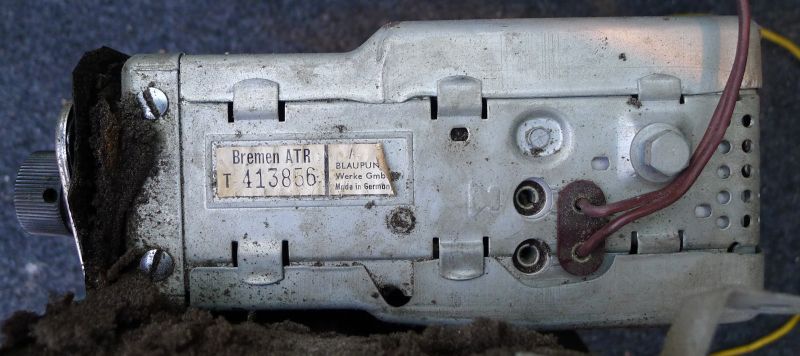 Bremen ATR
T 413856
BLAUPUN
Werke Gmb
Made in German